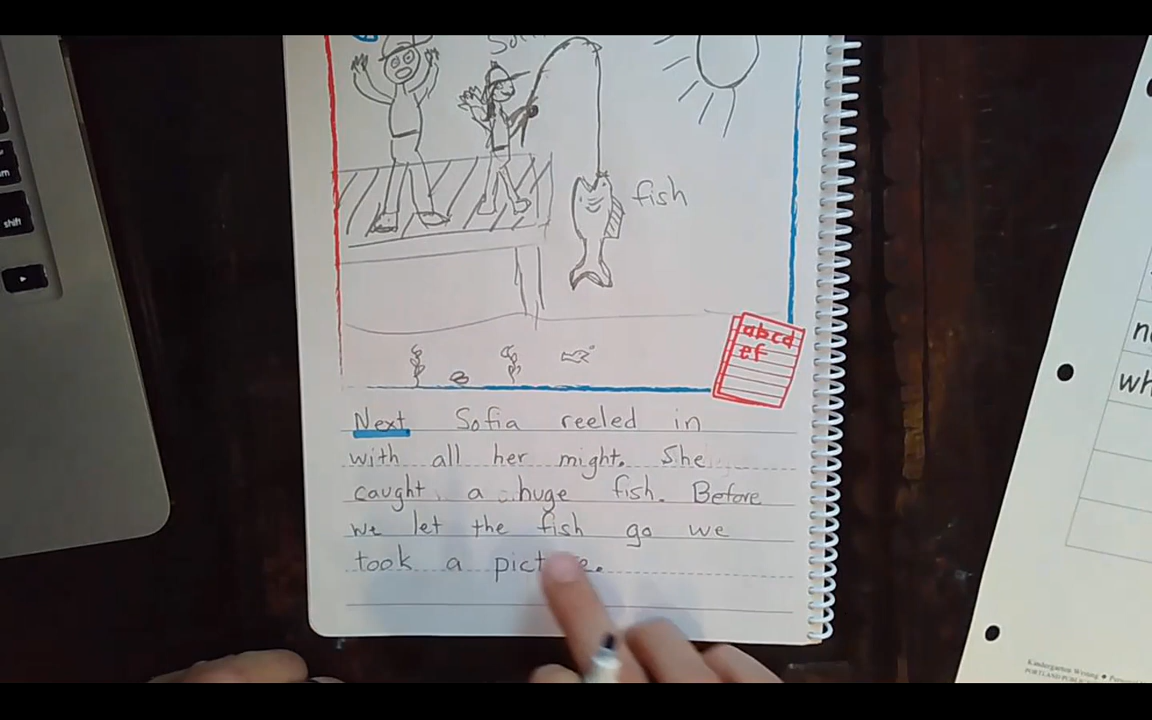 fish
abcd
ef
Next Sofia reeled in
with all her might. She
caught a huge fish. Before
we let the fish go we
took a
shift